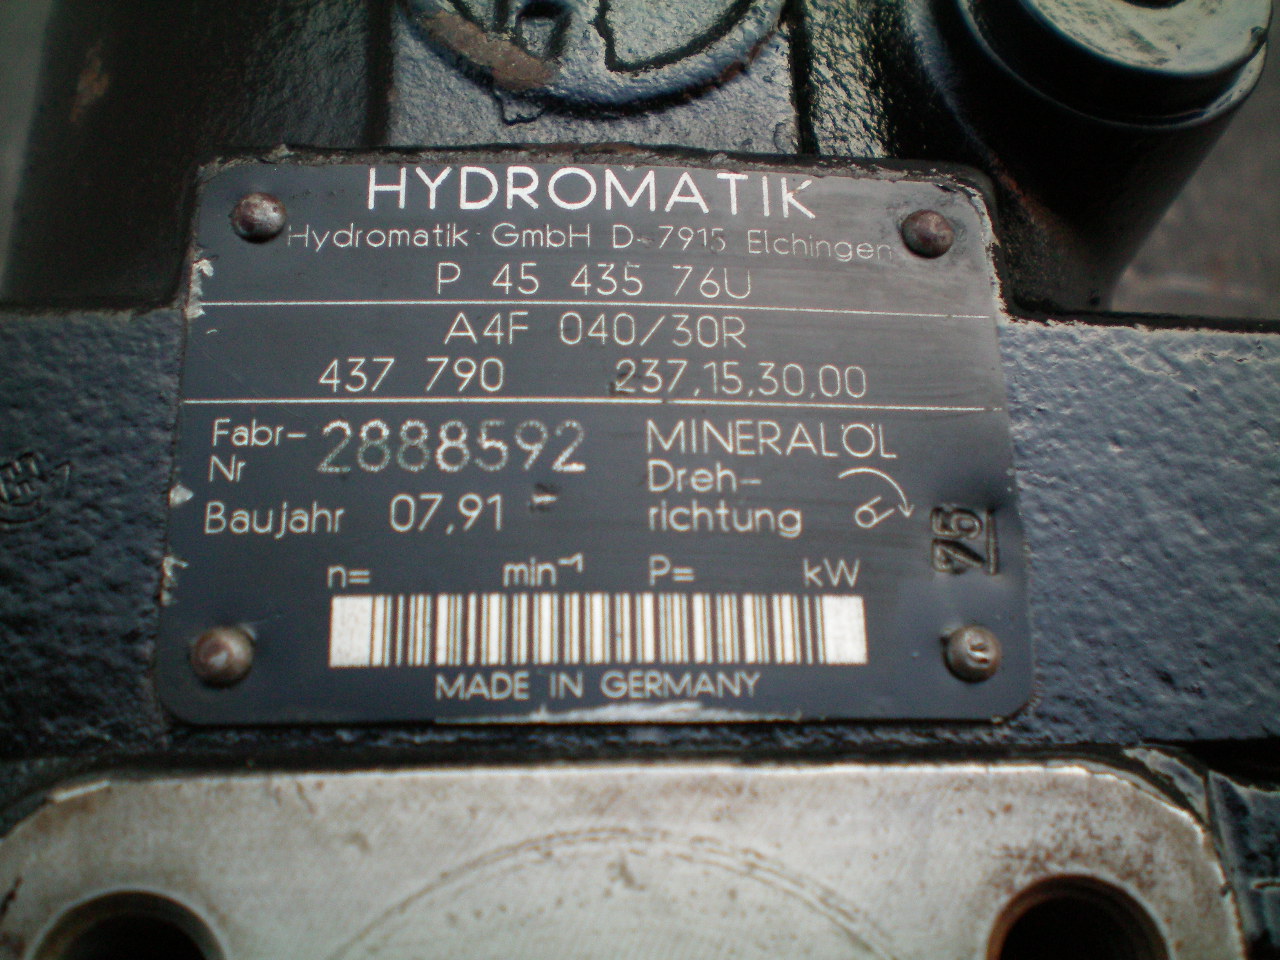 HYDROMATIK
Hydromatik GmbH D-7915 Elchingen
P 45 435 76U
A4F 040/30R
437 790 237.15.30.00
Fabr-Nr 2888592 MINERALÖL
Baujahr 07.91 Dreh-richtung
75
n= min⁻¹ P= kW
MADE IN GERMANY